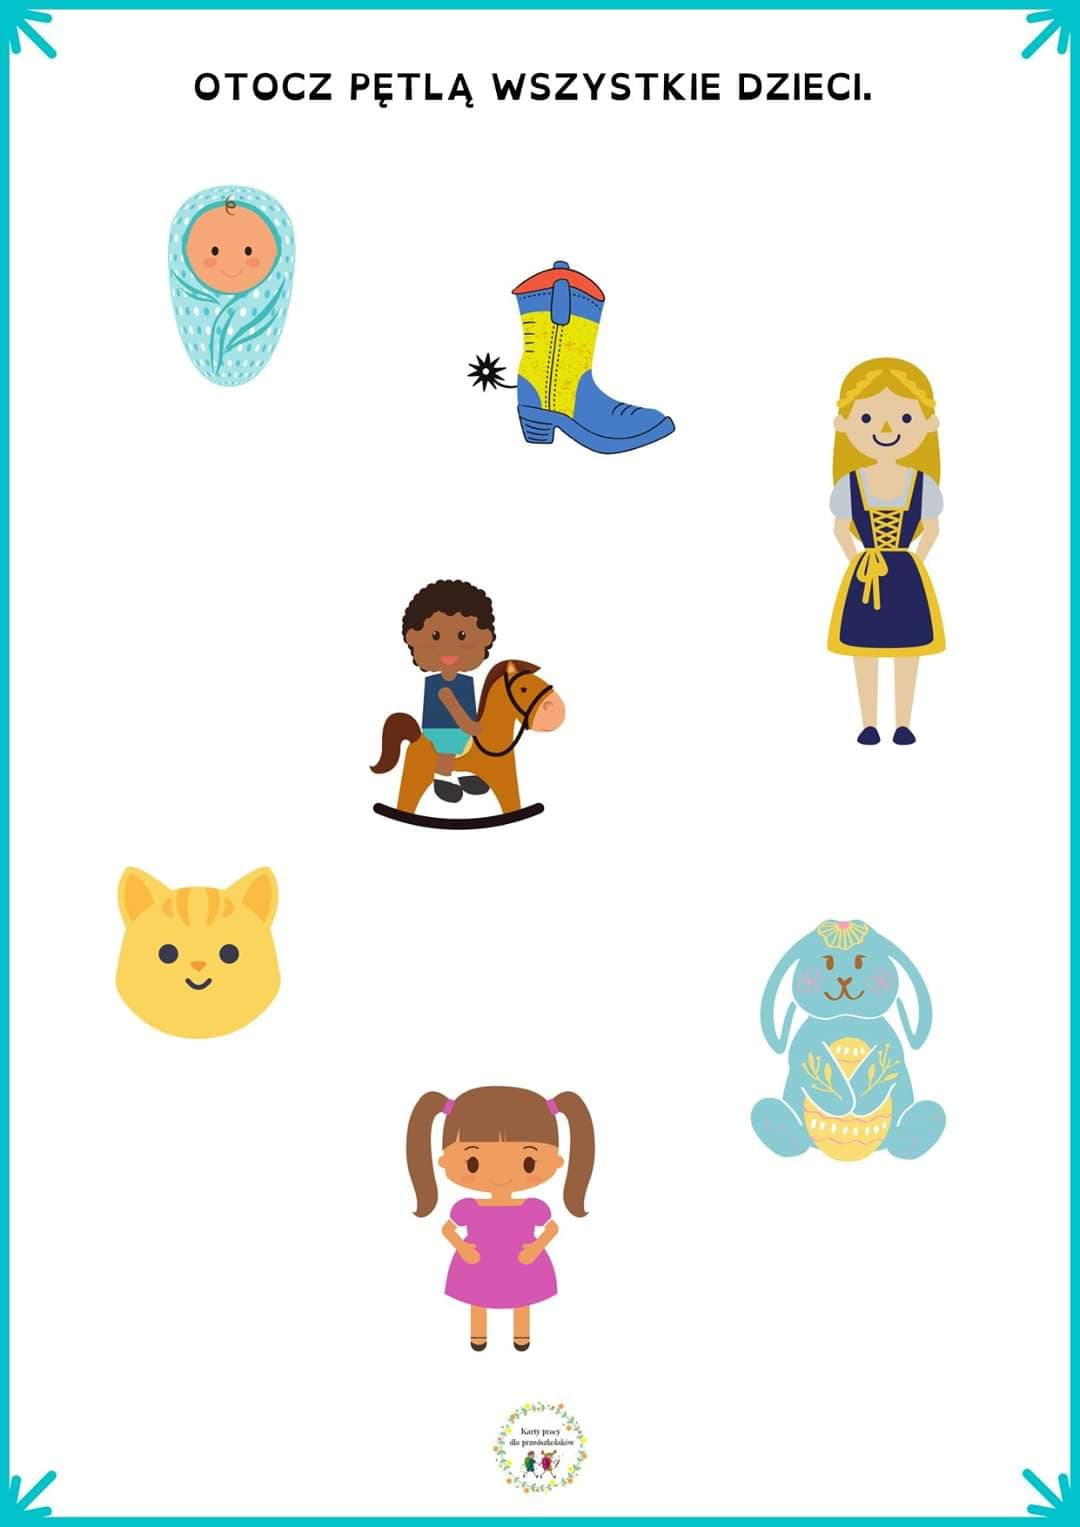 OTOCZ PĘTLĄ WSZYSTKIE DZIECI.
Karty pracy
dla przedszkolaków